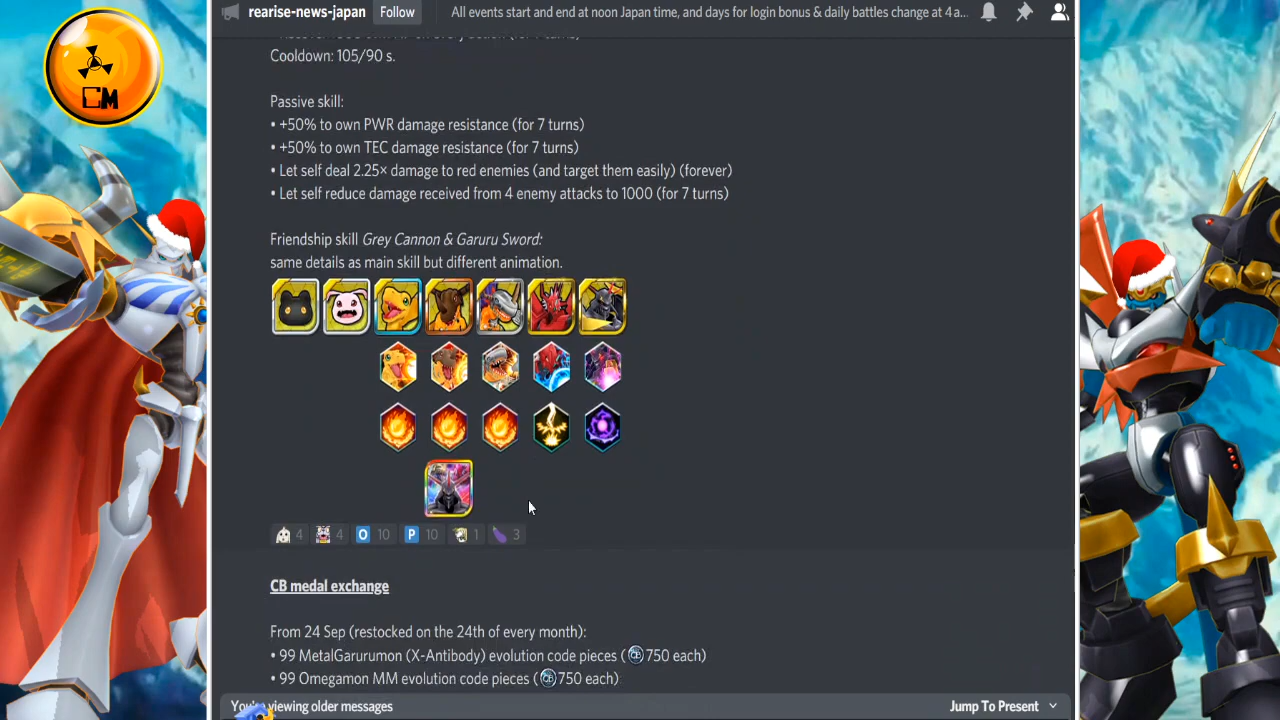 rearise-news-japan Follow All events start and end at noon Japan time, and days for login bonus & daily battles change at 4 a...
Cooldown: 105/90 s.
Passive skill:
• +50% to own PWR damage resistance (for 7 turns)
• +50% to own TEC damage resistance (for 7 turns)
• Let self deal 2.25× damage to red enemies (and target them easily) (forever)
• Let self reduce damage received from 4 enemy attacks to 1000 (for 7 turns)
Friendship skill Grey Cannon & Garuru Sword:
same details as main skill but different animation.
4 4 O 10 P 10 1 3
CB medal exchange
From 24 Sep (restocked on the 24th of every month):
• 99 MetalGarurumon (X-Antibody) evolution code pieces (CB 750 each)
• 99 Omegamon MM evolution code pieces (CB 750 each)
You're viewing older messages Jump To Present
CM